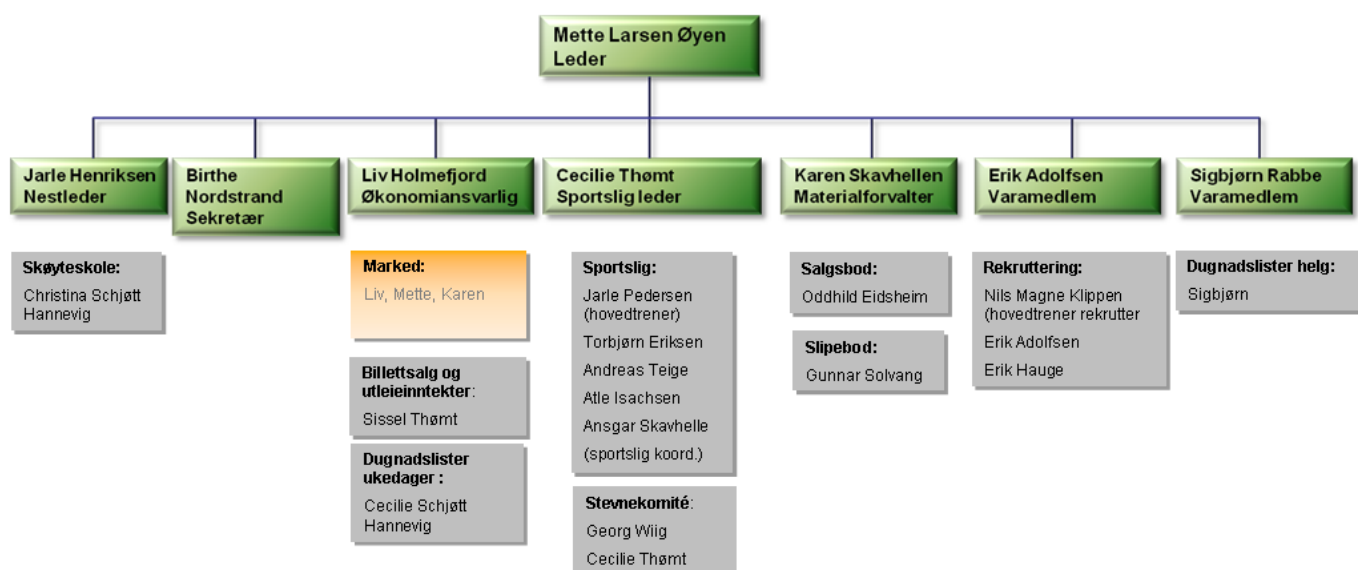 Mette Larsen Øyen
Leder
Jarle Henriksen
Nestleder
Birthe
Nordstrand
Sekretær
Liv Holmefjord
Økonomiansvarlig
Cecilie Thømt
Sportslig leder
Karen Skavhellen
Materialforvalter
Erik Adolfsen
Varamedlem
Sigbjørn Rabbe
Varamedlem
Skøyteskole:
Christina Schjøtt
Hannevig
Marked:
Liv, Mette, Karen
Billettsalg og
utleieinntekter:
Sissel Thømt
Dugnadslister
ukedager :
Cecilie Schjøtt
Hannevig
Sportslig:
Jarle Pedersen
(hovedtrener)
Torbjørn Eriksen
Andreas Teige
Atle Isachsen
Ansgar Skavhelle
(sportslig koord.)
Stevnekomité:
Georg Wiig
Cecilie Thømt
Salgsbod:
Oddhild Eidsheim
Slipebod:
Gunnar Solvang
Rekruttering:
Nils Magne Klippen
(hovedtrener rekrutter
Erik Adolfsen
Erik Hauge
Dugnadslister helg:
Sigbjørn